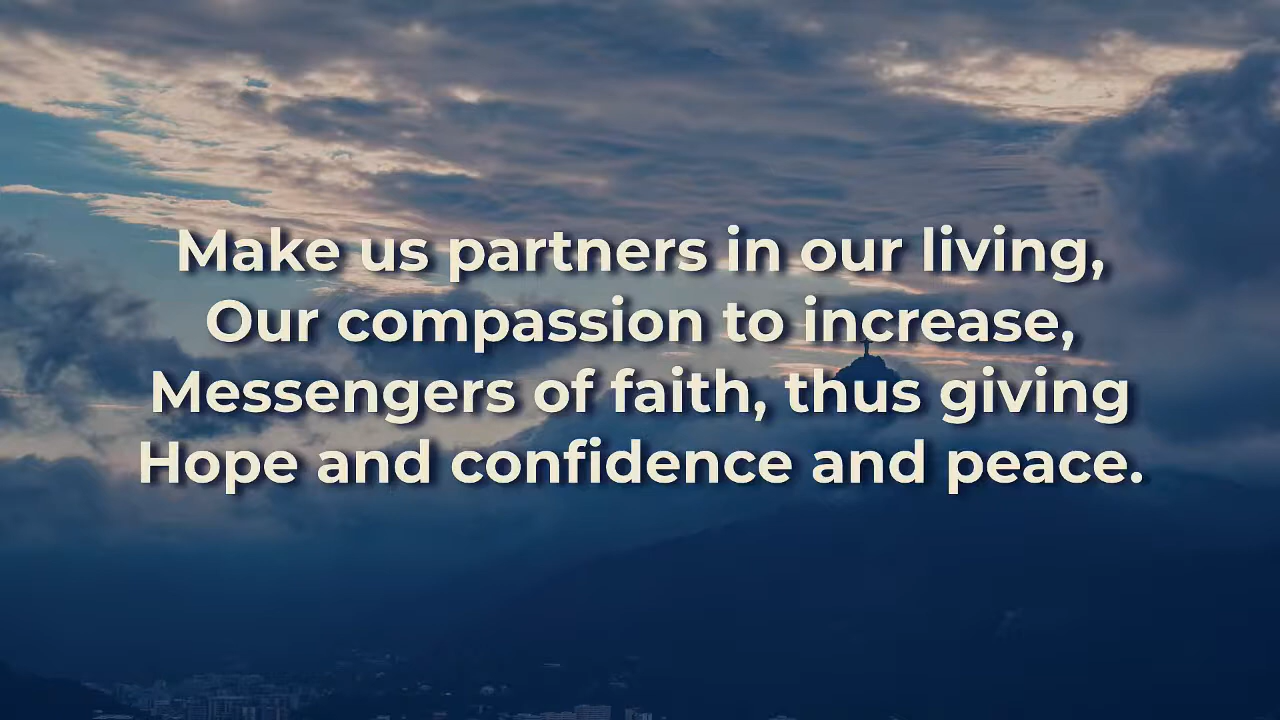 Make us partners in our living,
Our compassion to increase,
Messengers of faith, thus giving
Hope and confidence and peace.